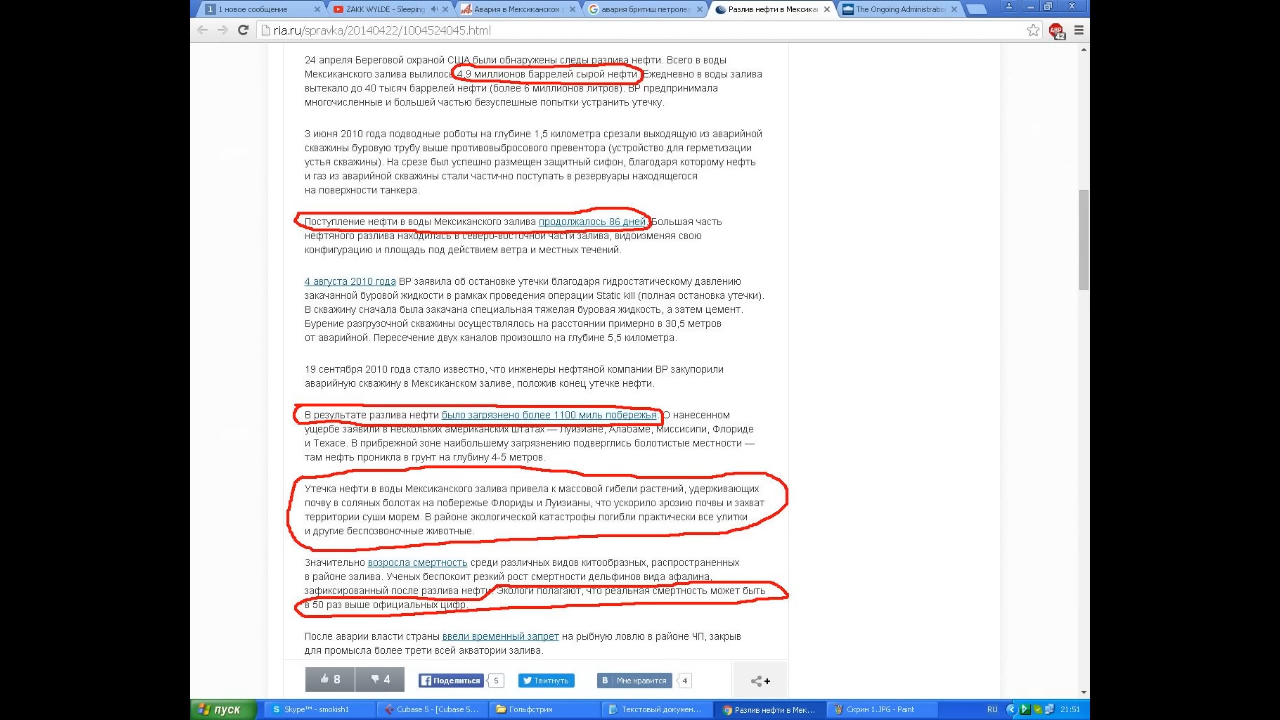 1 новое сообщение
ZAKK WYLDE - Sleeping
Авария в Мексиканском
авария бритиш петроле
Разлив нефти в Мексика
The Ongoing Administrati
ria.ru/spravka/20140422/1004524045.html
42
24 апреля Береговой охраной США были обнаружены следы разлива нефти. Всего в воды
Мексиканского залива вылилось 4,9 миллионов баррелей сырой нефти. Ежедневно в воды залива
вытекало до 40 тысяч баррелей нефти (более 6 миллионов литров). BP предпринимала
многочисленные и большей частью безуспешные попытки устранить утечку.
3 июня 2010 года подводные роботы на глубине 1,5 километра срезали выходящую из аварийной
скважины буровую трубу выше противовыбросового превентора (устройство для герметизации
устья скважины). На срезе был успешно размещен защитный сифон, благодаря которому нефть
и газ из аварийной скважины стали частично поступать в резервуары находящегося
на поверхности танкера.
Поступление нефти в воды Мексиканского залива продолжалось 86 дней. Большая часть
нефтяного разлива находилась в северо-восточной части залива, видоизменяя свою
конфигурацию и площадь под действием ветра и местных течений.
4 августа 2010 года BP заявила об остановке утечки благодаря гидростатическому давлению
закачанной буровой жидкости в рамках проведения операции Static kill (полная остановка утечки).
В скважину сначала была закачана специальная тяжелая буровая жидкость, а затем цемент.
Бурение разгрузочной скважины осуществлялось на расстоянии примерно в 30,5 метров
от аварийной. Пересечение двух каналов произошло на глубине 5,5 километра.
19 сентября 2010 года стало известно, что инженеры нефтяной компании BP закупорили
аварийную скважину в Мексиканском заливе, положив конец утечке нефти.
В результате разлива нефти было загрязнено более 1100 миль побережья. О нанесенном
ущербе заявили в нескольких американских штатах — Луизиане, Алабаме, Миссисипи, Флориде
и Техасе. В прибрежной зоне наибольшему загрязнению подверглись болотистые местности —
там нефть проникла в грунт на глубину 4-5 метров.
Утечка нефти в воды Мексиканского залива привела к массовой гибели растений, удерживающих
почву в соляных болотах на побережье Флориды и Луизианы, что ускорило эрозию почвы и захват
территории суши морем. В районе экологической катастрофы погибли практически все улитки
и другие беспозвоночные животные.
Значительно возросла смертность среди различных видов китообразных, распространенных
в районе залива. Ученых беспокоит резкий рост смертности дельфинов вида афалина,
зафиксированный после разлива нефти. Экологи полагают, что реальная смертность может быть
в 50 раз выше официальных цифр.
После аварии власти страны ввели временный запрет на рыбную ловлю в районе ЧП, закрыв
для промысла более трети всей акватории залива.
8
4
Поделиться
5
Твитнуть
Мне нравится
4
пуск
Skype™ - smokish1
Cubase 5 - [Cubase 5...
Гольфстрим
Текстовый докумен...
Разлив нефти в Мек...
Скрин 1.JPG - Paint
RU
21:51